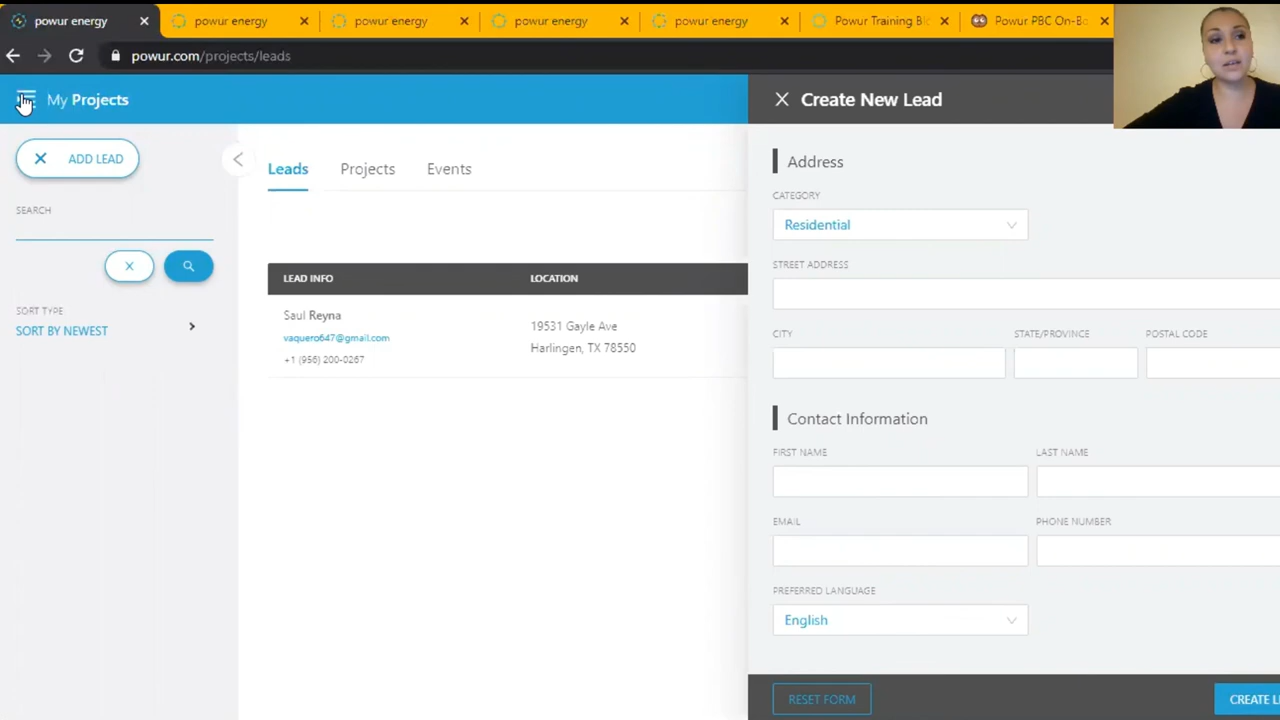 powur energy
powur energy
powur energy
powur energy
powur energy
Powur Training Bl
Powur PBC On-Bo
powur.com/projects/leads
My Projects
Create New Lead
ADD LEAD
SEARCH
SORT TYPE
SORT BY NEWEST
Leads Projects Events
LEAD INFO LOCATION
Saul Reyna
vaquero647@gmail.com
+1 (956) 200-0267
19531 Gayle Ave
Harlingen, TX 78550
Address
CATEGORY
Residential
STREET ADDRESS
CITY STATE/PROVINCE POSTAL CODE
Contact Information
FIRST NAME LAST NAME
EMAIL PHONE NUMBER
PREFERRED LANGUAGE
English
RESET FORM CREATE L